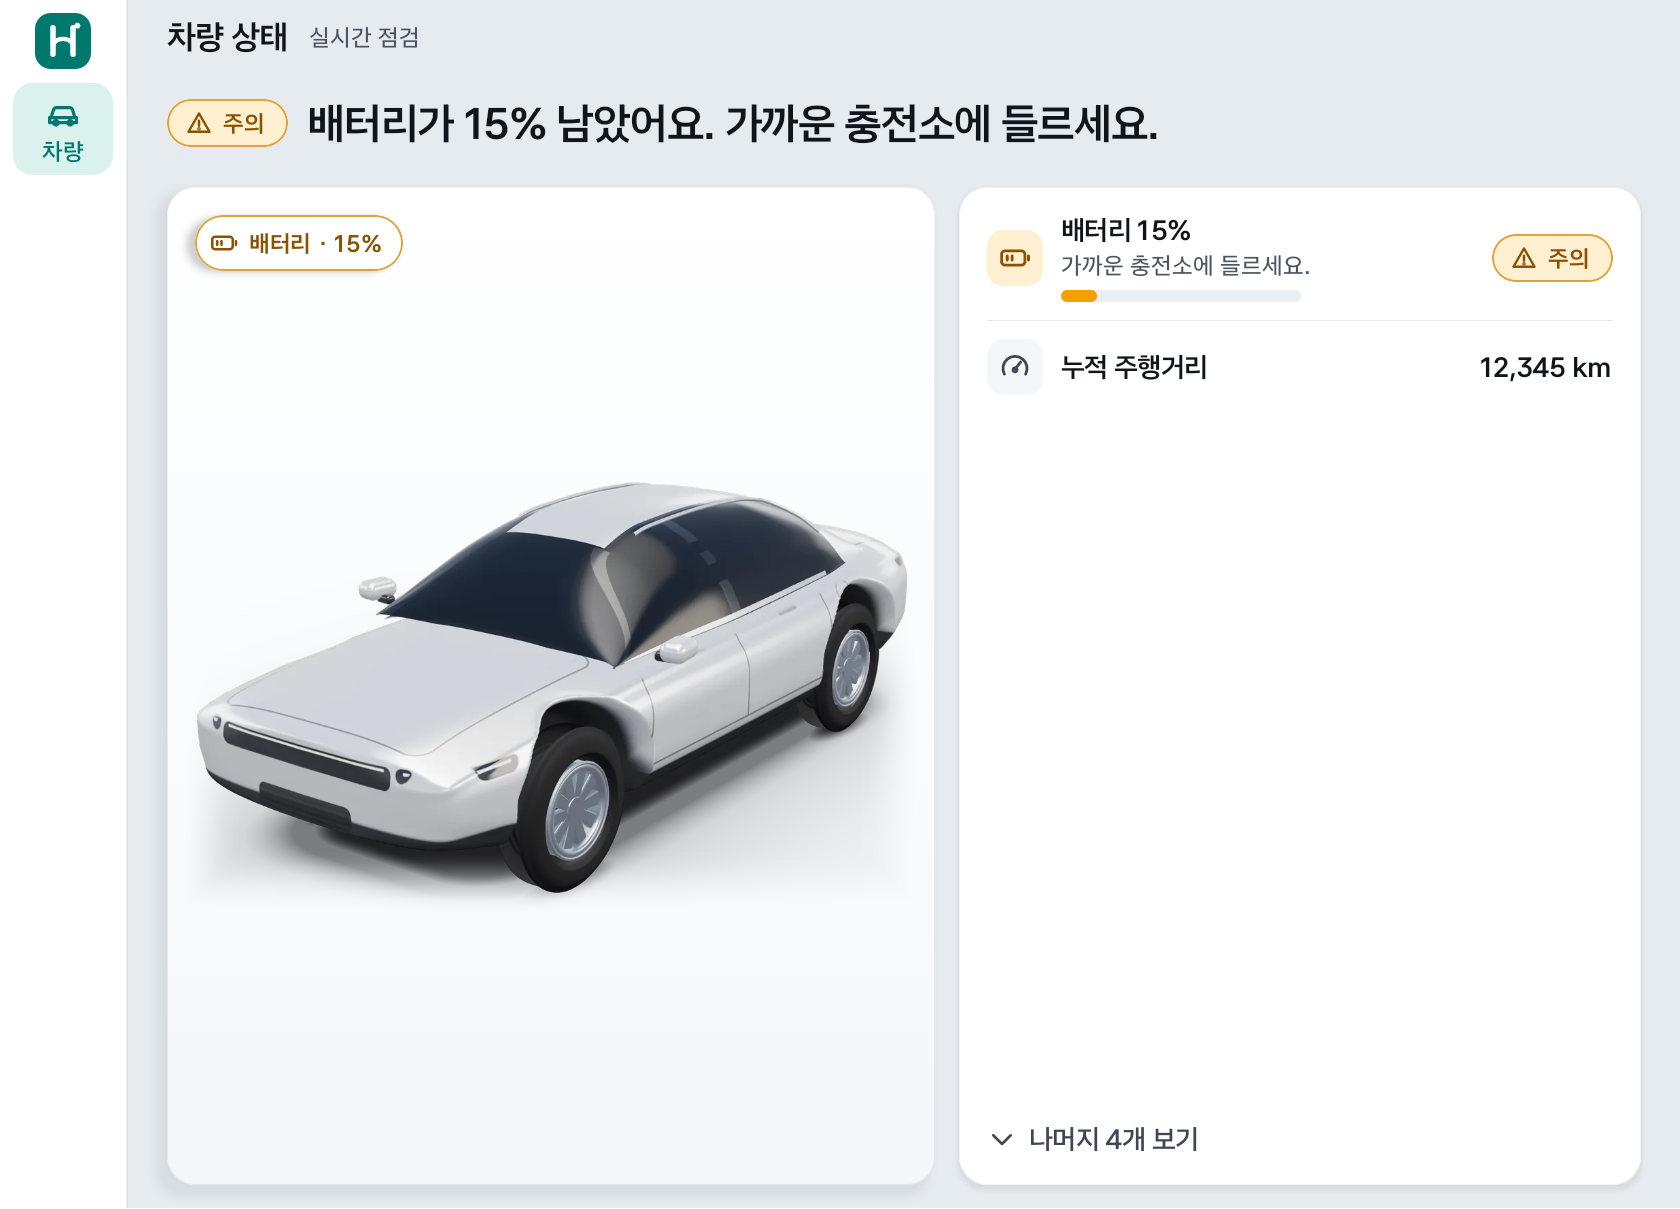 차량 상태 실시간 점검
차량
주의 배터리가 15% 남았어요. 가까운 충전소에 들르세요.
배터리 · 15%
배터리 15%
가까운 충전소에 들르세요.
주의
누적 주행거리 12,345 km
나머지 4개 보기